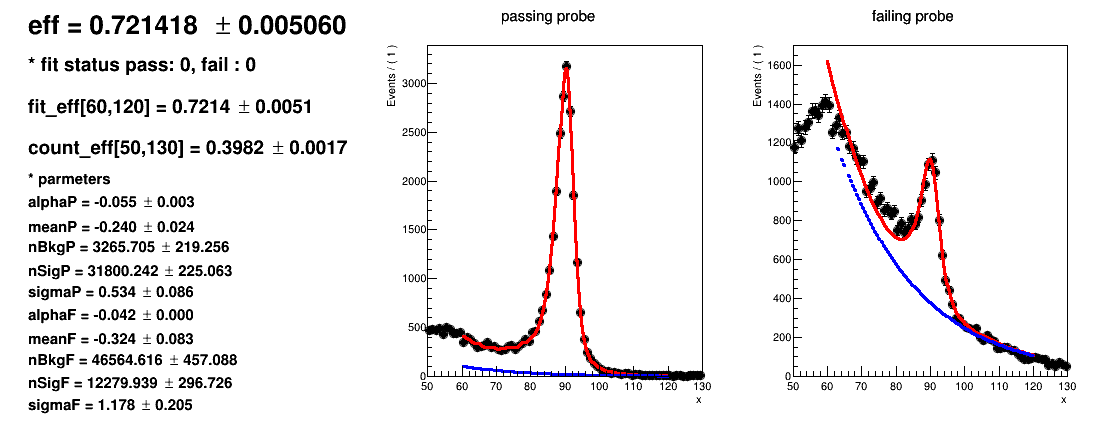 eff = 0.721418 ± 0.005060
* fit status pass: 0, fail : 0
fit_eff[60,120] = 0.7214 ± 0.0051
count_eff[50,130] = 0.3982 ± 0.0017
* parmeters
alphaP = -0.055 ± 0.003
meanP = -0.240 ± 0.024
nBkgP = 3265.705 ± 219.256
nSigP = 31800.242 ± 225.063
sigmaP = 0.534 ± 0.086
alphaF = -0.042 ± 0.000
meanF = -0.324 ± 0.083
nBkgF = 46564.616 ± 457.088
nSigF = 12279.939 ± 296.726
sigmaF = 1.178 ± 0.205
passing probe
Events / ( 1 )
3000
2500
2000
1500
1000
500
0
50 60 70 80 90 100 110 120 130
x
failing probe
Events / ( 1 )
1600
1400
1200
1000
800
600
400
200
0
50 60 70 80 90 100 110 120 130
x